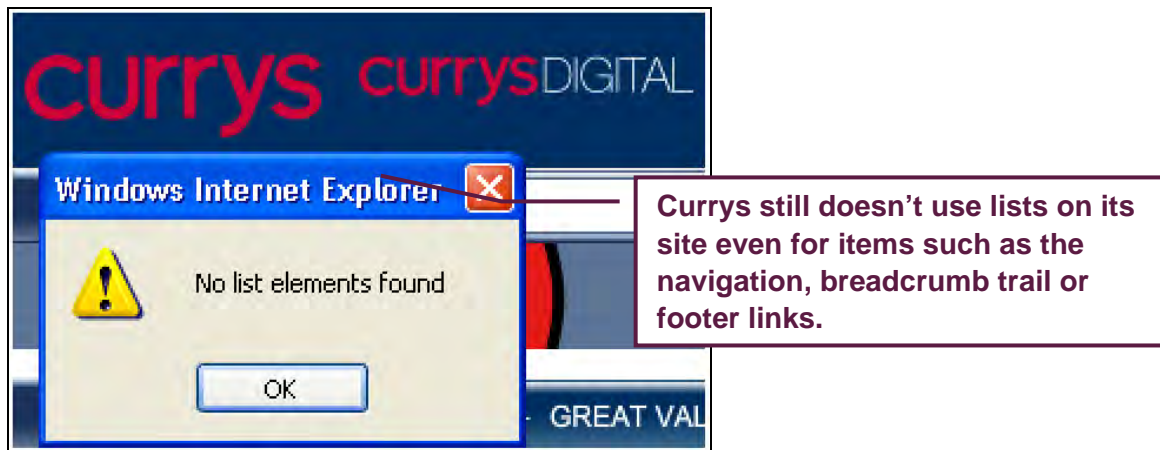 currys currysDIGITAL
Windows Internet Explorer
No list elements found
OK
Currys still doesn’t use lists on its
site even for items such as the
navigation, breadcrumb trail or
footer links.
GREAT VAL